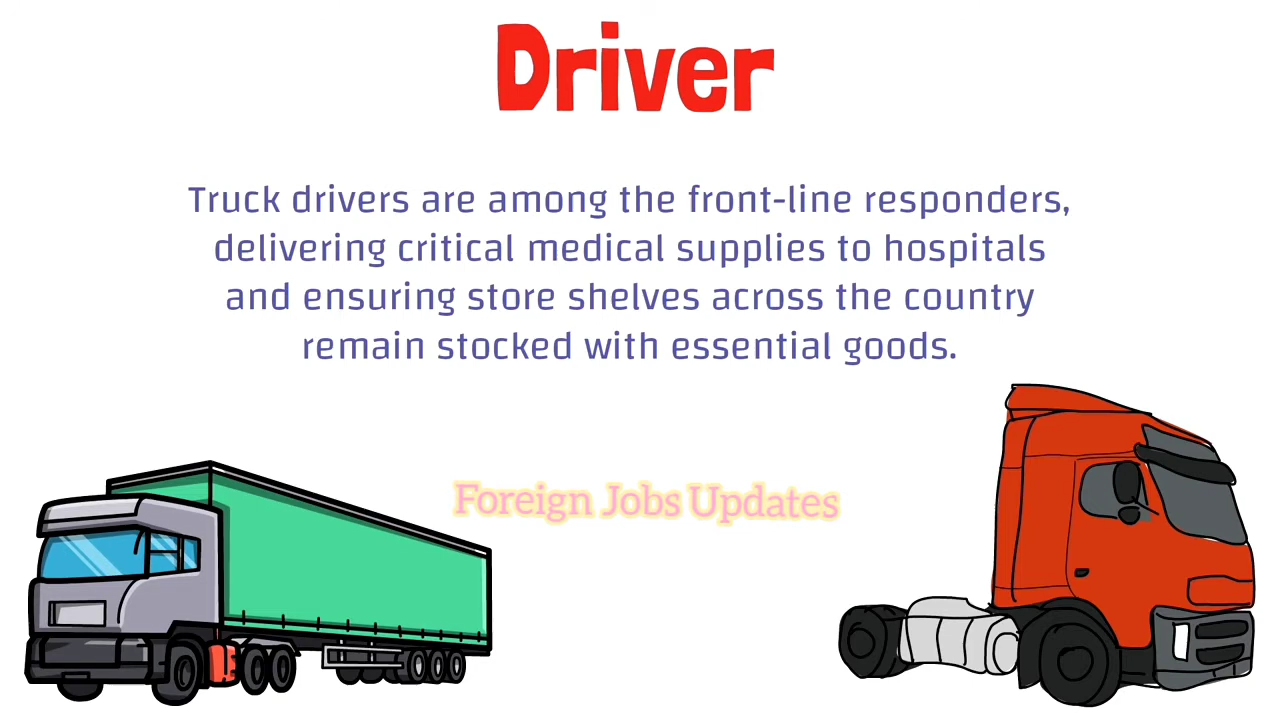 Driver
Truck drivers are among the front-line responders,
delivering critical medical supplies to hospitals
and ensuring store shelves across the country
remain stocked with essential goods.
Foreign Jobs Updates